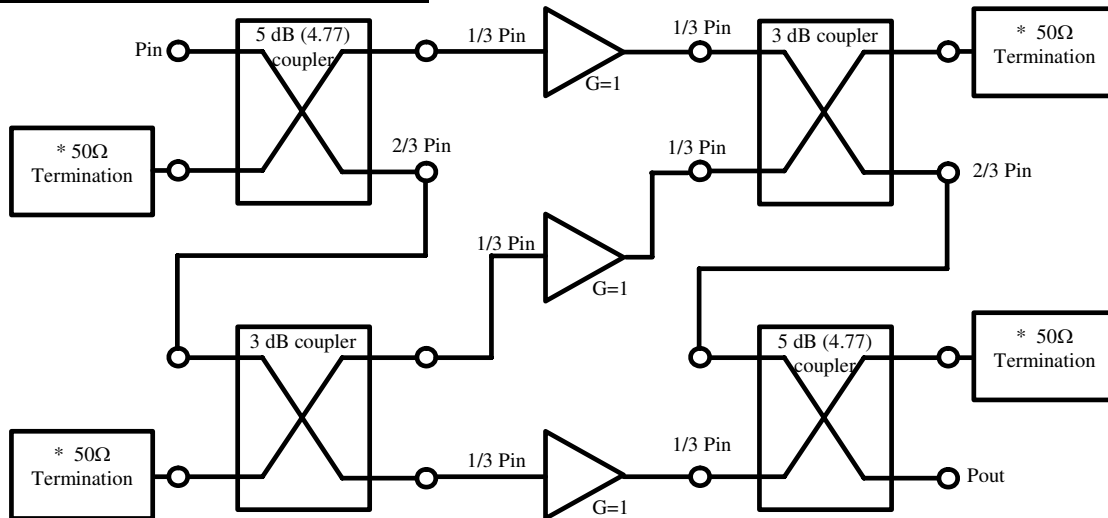 Pin
5 dB (4.77)
coupler
1/3 Pin
G=1
1/3 Pin
3 dB coupler
* 50Ω
Termination
* 50Ω
Termination
2/3 Pin
1/3 Pin
2/3 Pin
1/3 Pin
G=1
3 dB coupler
5 dB (4.77)
coupler
* 50Ω
Termination
* 50Ω
Termination
1/3 Pin
G=1
1/3 Pin
Pout